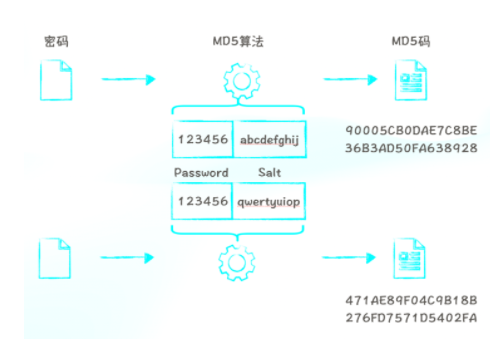 密码 MD5算法 MD5码
123456 abcdefghij
90005CB0DAE7C8BE
36B3AD50FA638928
Password Salt
123456 qwertyuiop
471AE89F04C9B18B
276FD7571D5402FA